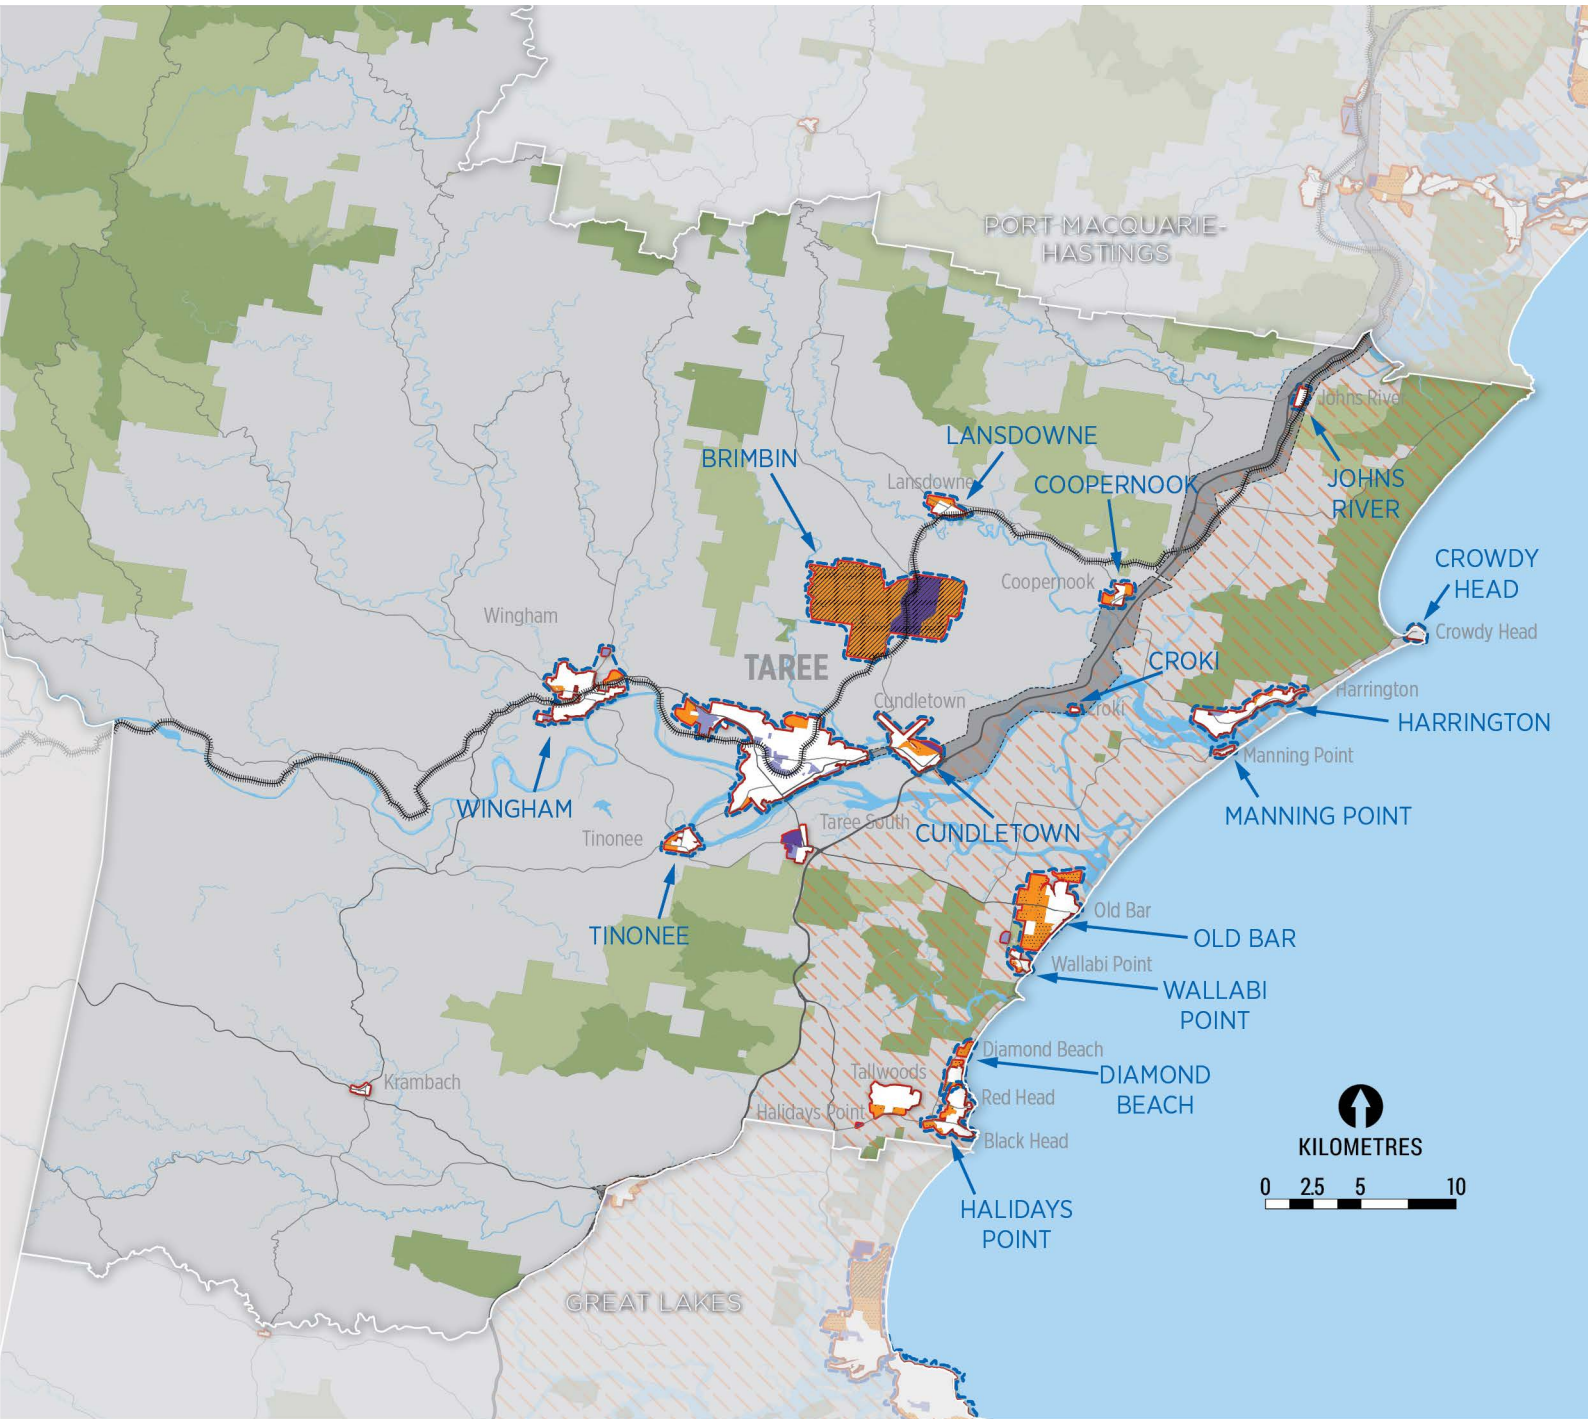 PORT MACQUARIE-
HASTINGS
Johns River
LANSDOWNE
BRIMBIN
Lansdowne
COOPERNOOK
JOHNS
RIVER
CROWDY
HEAD
Coopernook
Wingham
Crowdy Head
TAREE
CROKI
Cundletown
Croki
Harrington
HARRINGTON
Manning Point
WINGHAM
MANNING POINT
Taree South
CUNDLETOWN
Tinonee
TINONEE
Old Bar
OLD BAR
Wallabi Point
WALLABI
POINT
Diamond Beach
Tallwoods
DIAMOND
BEACH
Krambach
Red Head
Halidays Point
Black Head
KILOMETRES
0 2.5 5 10
HALIDAYS
POINT
GREAT LAKES